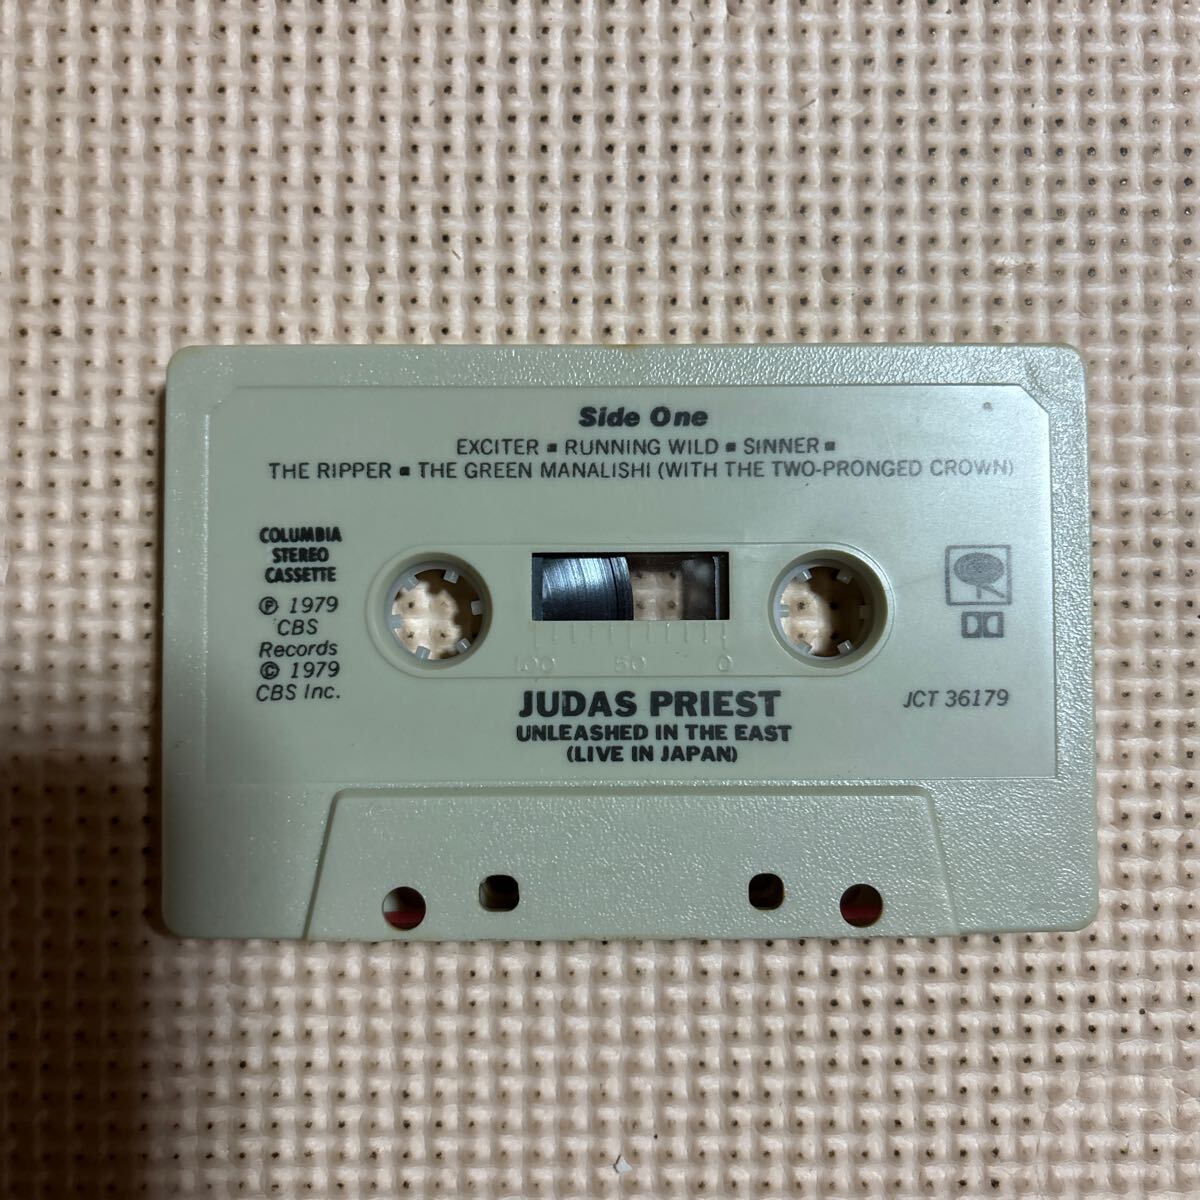 Side One
EXCITER ■ RUNNING WILD ■ SINNER ■
THE RIPPER ■ THE GREEN MANALISHI (WITH THE TWO-PRONGED CROWN)
COLUMBIA
STEREO
CASSETTE
℗ 1979
CBS
Records
© 1979
CBS Inc.
100 50 0
JUDAS PRIEST
UNLEASHED IN THE EAST
(LIVE IN JAPAN)
JCT 36179